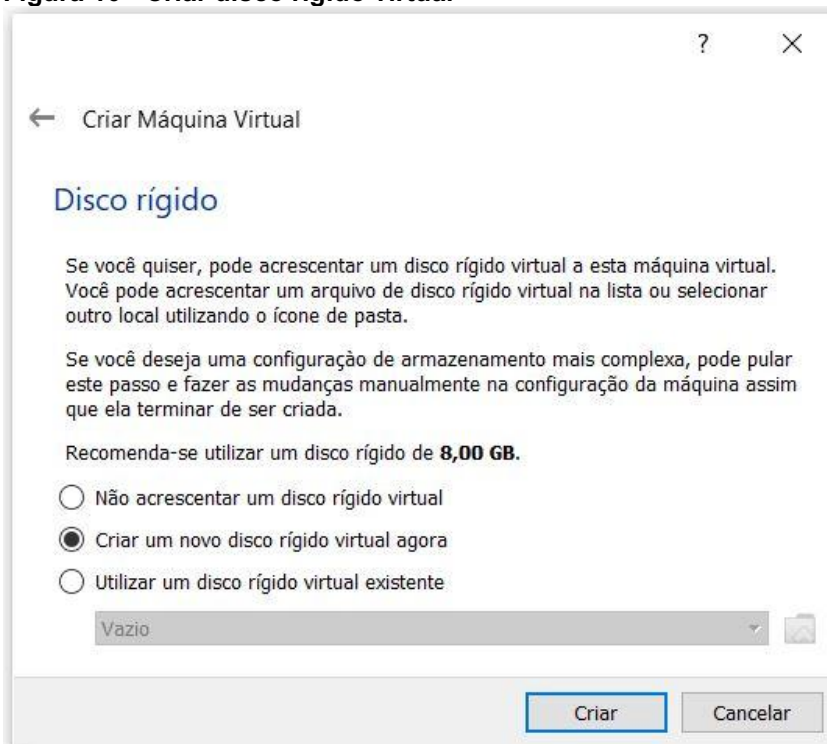 ?
Criar Máquina Virtual
Disco rígido
Se você quiser, pode acrescentar um disco rígido virtual a esta máquina virtual.
Você pode acrescentar um arquivo de disco rígido virtual na lista ou selecionar
outro local utilizando o ícone de pasta.
Se você deseja uma configuraçào de armazenamento mais complexa, pode pular
este passo e fazer as mudanças manualmente na configuração da máquina assim
que ela terminar de ser criada.
Recomenda-se utilizar um disco rígido de 8,00 GB.
Não acrescentar um disco rígido virtual
Criar um novo disco rígido virtual agora
Utilizar um disco rígido virtual existente
Vazio
Criar Cancelar